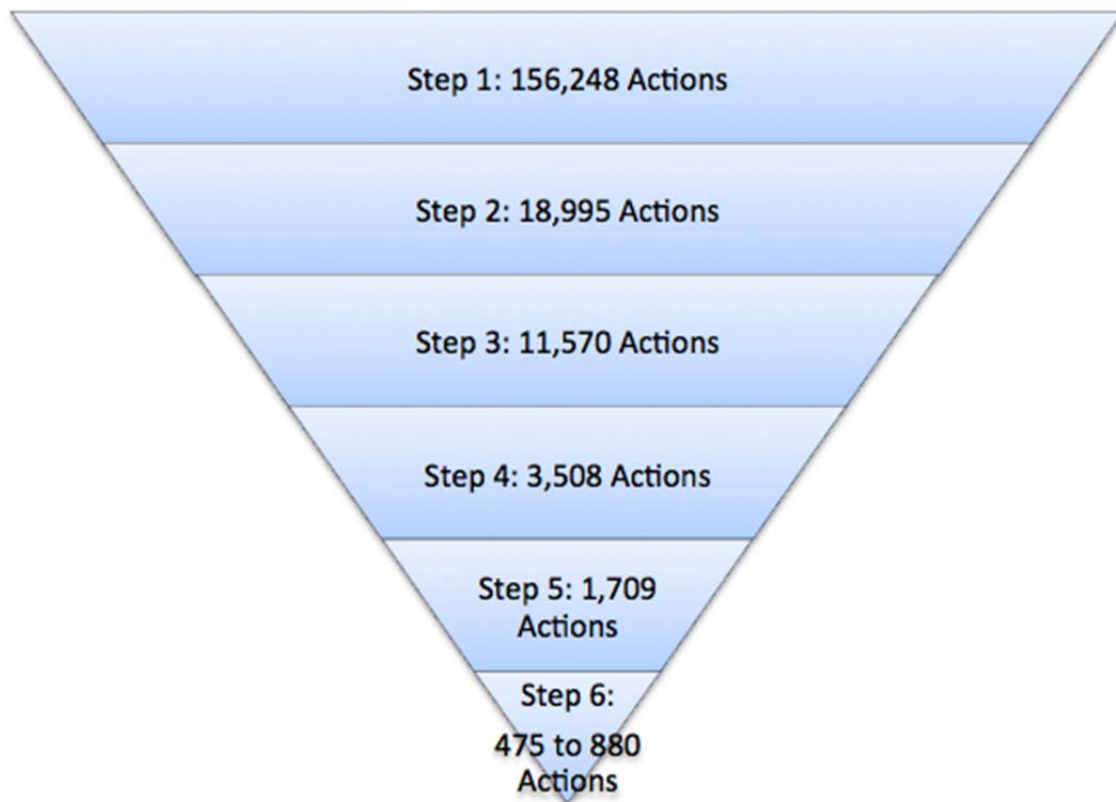 Step 1: 156,248 Actions
Step 2: 18,995 Actions
Step 3: 11,570 Actions
Step 4: 3,508 Actions
Step 5: 1,709
Actions
Step 6:
475 to 880
Actions